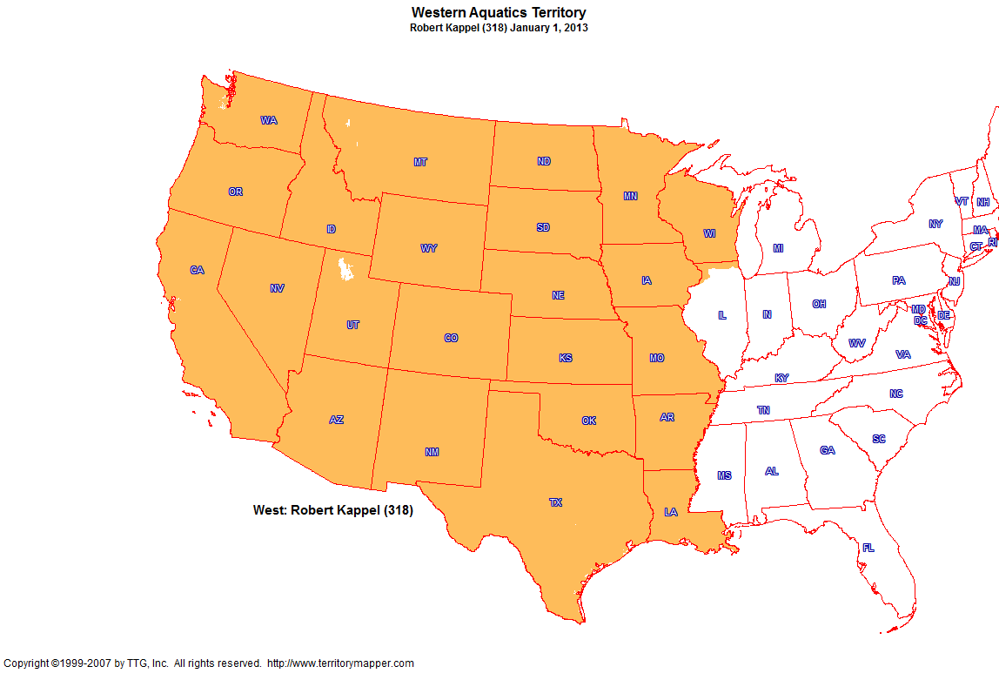 Western Aquatics Territory
Robert Kappel (318) January 1, 2013
WA
MT
ND
MN
OR
ID
WY
SD
WI
MI
NY
VT
NH
MA
CT
RI
CA
NV
UT
CO
NE
IA
IL
IN
OH
PA
NJ
MD
DE
DC
WV
VA
KS
MO
KY
NC
AZ
NM
OK
AR
TN
SC
GA
MS
AL
TX
LA
FL
West: Robert Kappel (318)
Copyright ©1999-2007 by TTG, Inc. All rights reserved. http://www.territorymapper.com